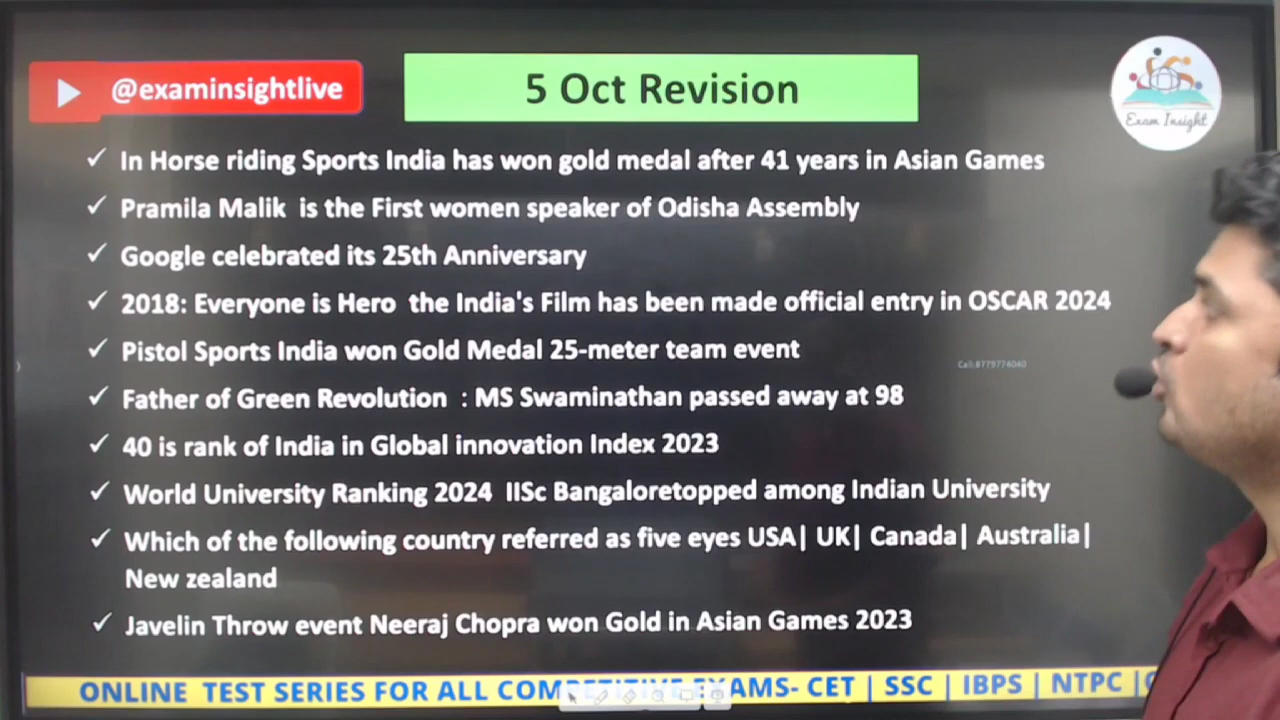 @examinsightlive
5 Oct Revision
Exam Insight
✓ In Horse riding Sports India has won gold medal after 41 years in Asian Games
✓ Pramila Malik is the First women speaker of Odisha Assembly
✓ Google celebrated its 25th Anniversary
✓ 2018: Everyone is Hero the India's Film has been made official entry in OSCAR 2024
✓ Pistol Sports India won Gold Medal 25-meter team event
Call:8779774040
✓ Father of Green Revolution : MS Swaminathan passed away at 98
✓ 40 is rank of India in Global innovation Index 2023
✓ World University Ranking 2024 IISc Bangaloretopped among Indian University
✓ Which of the following country referred as five eyes USA| UK| Canada| Australia|
New zealand
✓ Javelin Throw event Neeraj Chopra won Gold in Asian Games 2023
ONLINE TEST SERIES FOR ALL COMPETITIVE EXAMS- CET | SSC | IBPS | NTPC |